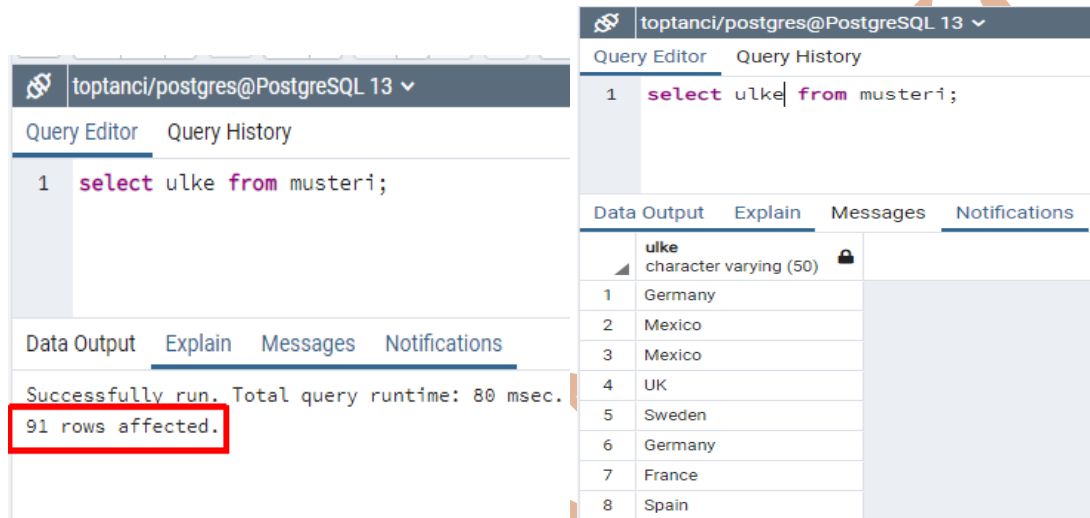 toptanci/postgres@PostgreSQL 13
Query Editor Query History
1 select ulke from musteri;
Data Output Explain Messages Notifications
Successfully run. Total query runtime: 80 msec.
91 rows affected.
toptanci/postgres@PostgreSQL 13
Query Editor Query History
1 select ulke from musteri;
Data Output Explain Messages Notifications
ulke
character varying (50)
1 Germany
2 Mexico
3 Mexico
4 UK
5 Sweden
6 Germany
7 France
8 Spain